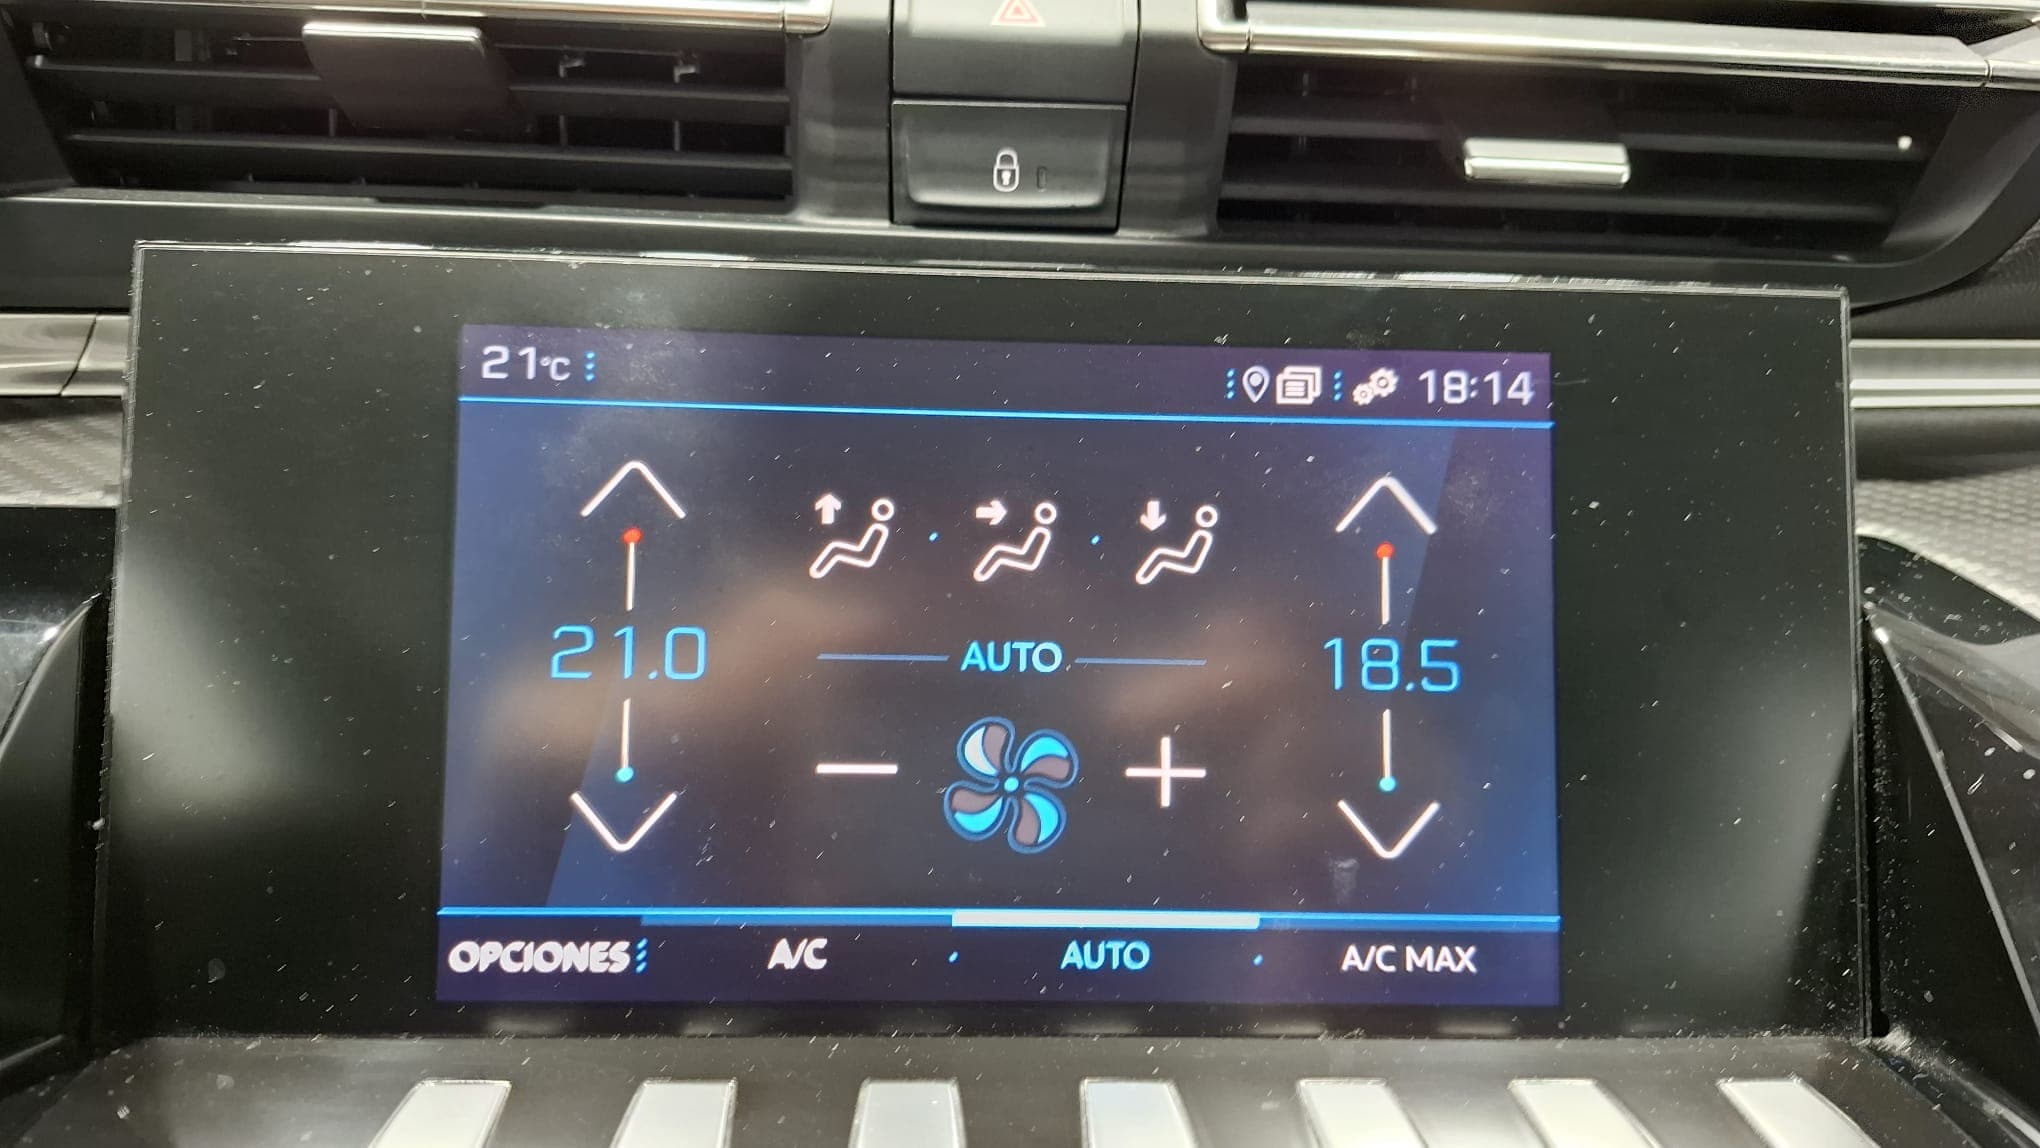 21°C
18:14
21.0
AUTO
18.5
OPCIONES
A/C
AUTO
A/C MAX